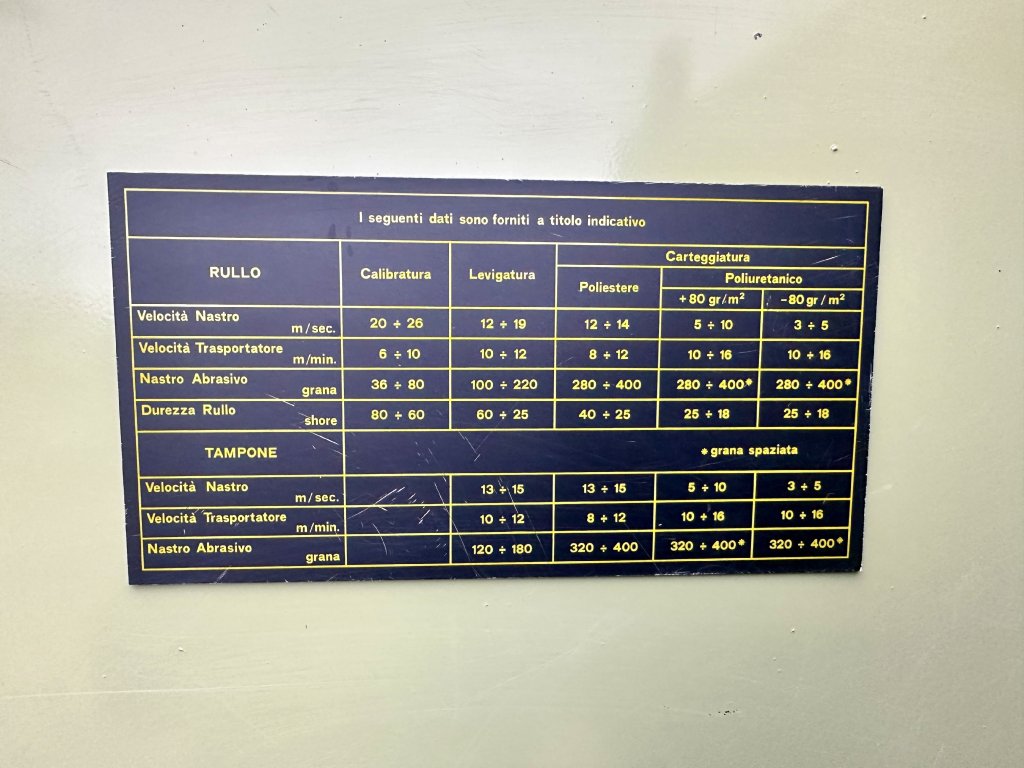 I seguenti dati sono forniti a titolo indicativo
RULLO Calibratura Levigatura Carteggiatura
Poliestere Poliuretanico
+80 gr/m² -80 gr/m²
Velocità Nastro m/sec. 20 ÷ 26 12 ÷ 19 12 ÷ 14 5 ÷ 10 3 ÷ 5
Velocità Trasportatore m/min. 6 ÷ 10 10 ÷ 12 8 ÷ 12 10 ÷ 16 10 ÷ 16
Nastro Abrasivo grana 36 ÷ 80 100 ÷ 220 280 ÷ 400 280 ÷ 400* 280 ÷ 400*
Durezza Rullo shore 80 ÷ 60 60 ÷ 25 40 ÷ 25 25 ÷ 18 25 ÷ 18
TAMPONE *grana spaziata
Velocità Nastro m/sec. 13 ÷ 15 13 ÷ 15 5 ÷ 10 3 ÷ 5
Velocità Trasportatore m/min. 10 ÷ 12 8 ÷ 12 10 ÷ 16 10 ÷ 16
Nastro Abrasivo grana 120 ÷ 180 320 ÷ 400 320 ÷ 400* 320 ÷ 400*